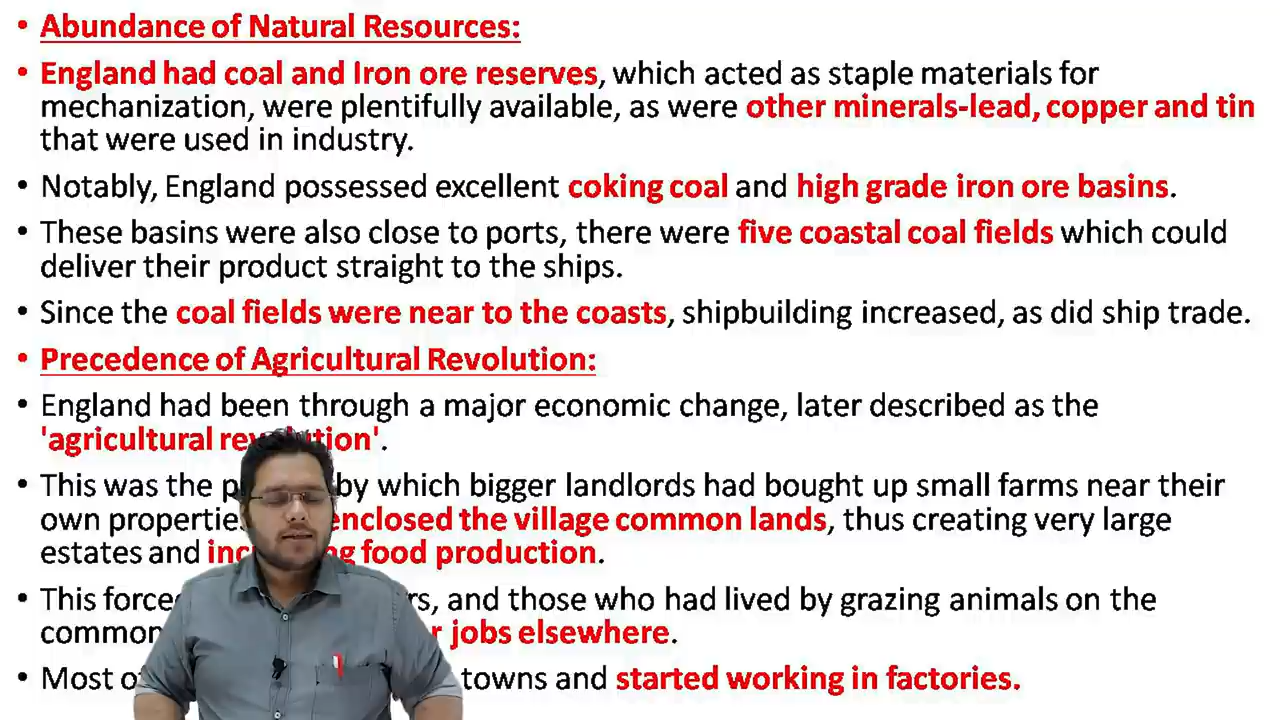 • Abundance of Natural Resources:
• England had coal and Iron ore reserves, which acted as staple materials for
mechanization, were plentifully available, as were other minerals-lead, copper and tin
that were used in industry.
• Notably, England possessed excellent coking coal and high grade iron ore basins.
• These basins were also close to ports, there were five coastal coal fields which could
deliver their product straight to the ships.
• Since the coal fields were near to the coasts, shipbuilding increased, as did ship trade.
• Precedence of Agricultural Revolution:
• England had been through a major economic change, later described as the
'agricultural revolution'.
• This was the by which bigger landlords had bought up small farms near their
own enclosed the village common lands, thus creating very large
estates and food production.
• This and those who had lived by grazing animals on the
jobs elsewhere.
• Most towns and started working in factories.